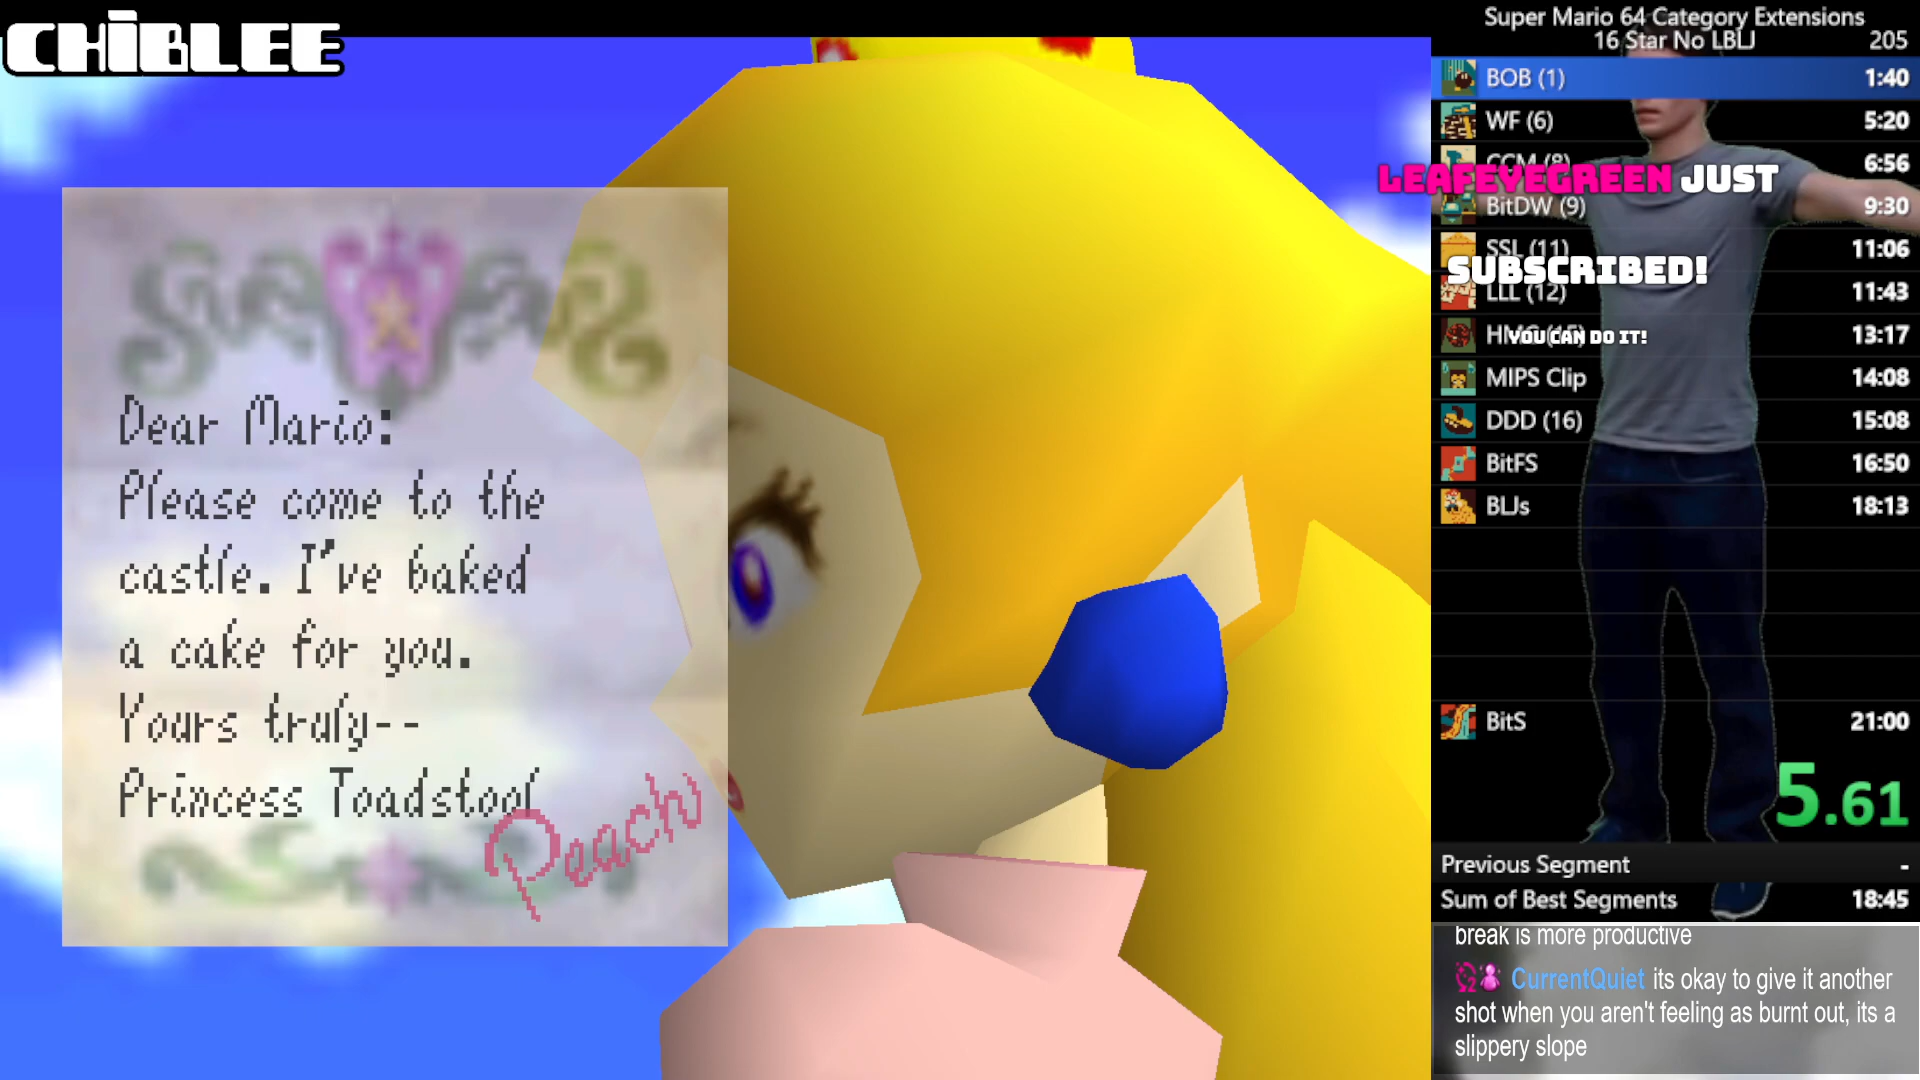 CHiBLEE
Dear Mario:
Please come to the
castle. I've baked
a cake for you.
Yours truly--
Princess Toadstool
Peach
Super Mario 64 Category Extensions
16 Star No LBLJ 205
BOB (1) 1:40
WF (6) 5:20
CCM (8) 6:56
LEAFEYEGREEN JUST
BitDW (9) 9:30
SSL (11) 11:06
SUBSCRIBED!
LLL (12) 11:43
HMC (15) 13:17
YOU CAN DO IT!
MIPS Clip 14:08
DDD (16) 15:08
BitFS 16:50
BLJs 18:13
BitS 21:00
5.61
Previous Segment -
Sum of Best Segments 18:45
break is more productive
CurrentQuiet its okay to give it another
shot when you aren't feeling as burnt out, its a
slippery slope